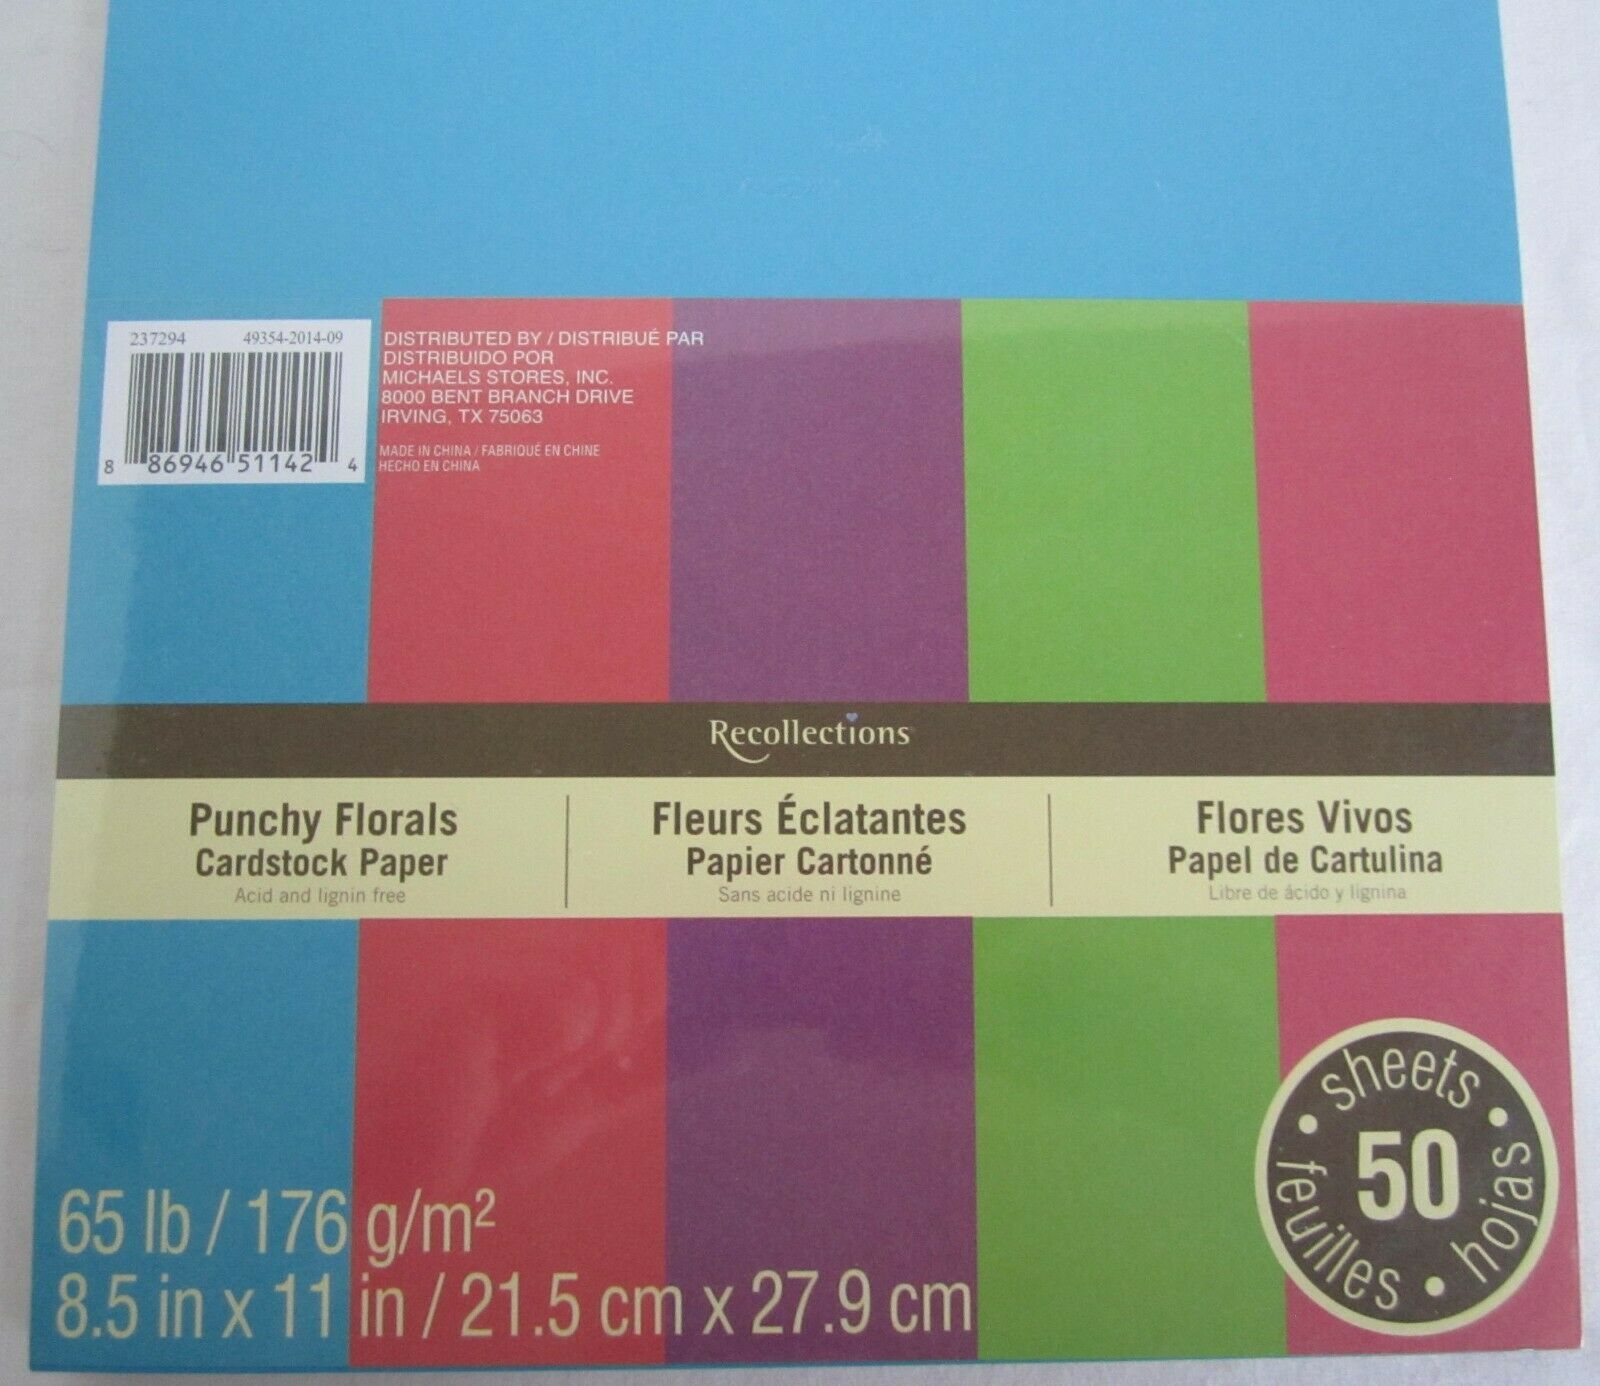 237294 49354-2014-09
8 86946 51142 4
DISTRIBUTED BY / DISTRIBUÉ PAR
DISTRIBUIDO POR
MICHAELS STORES, INC.
8000 BENT BRANCH DRIVE
IRVING, TX 75063
MADE IN CHINA / FABRIQUÉ EN CHINE
HECHO EN CHINA
Recollections
Punchy Florals
Cardstock Paper
Acid and lignin free
Fleurs Éclatantes
Papier Cartonné
Sans acide ni lignine
Flores Vivos
Papel de Cartulina
Libre de ácido y lignina
65 lb / 176 g/m²
8.5 in x 11 in / 21.5 cm x 27.9 cm
sheets
50
hojas
feuilles